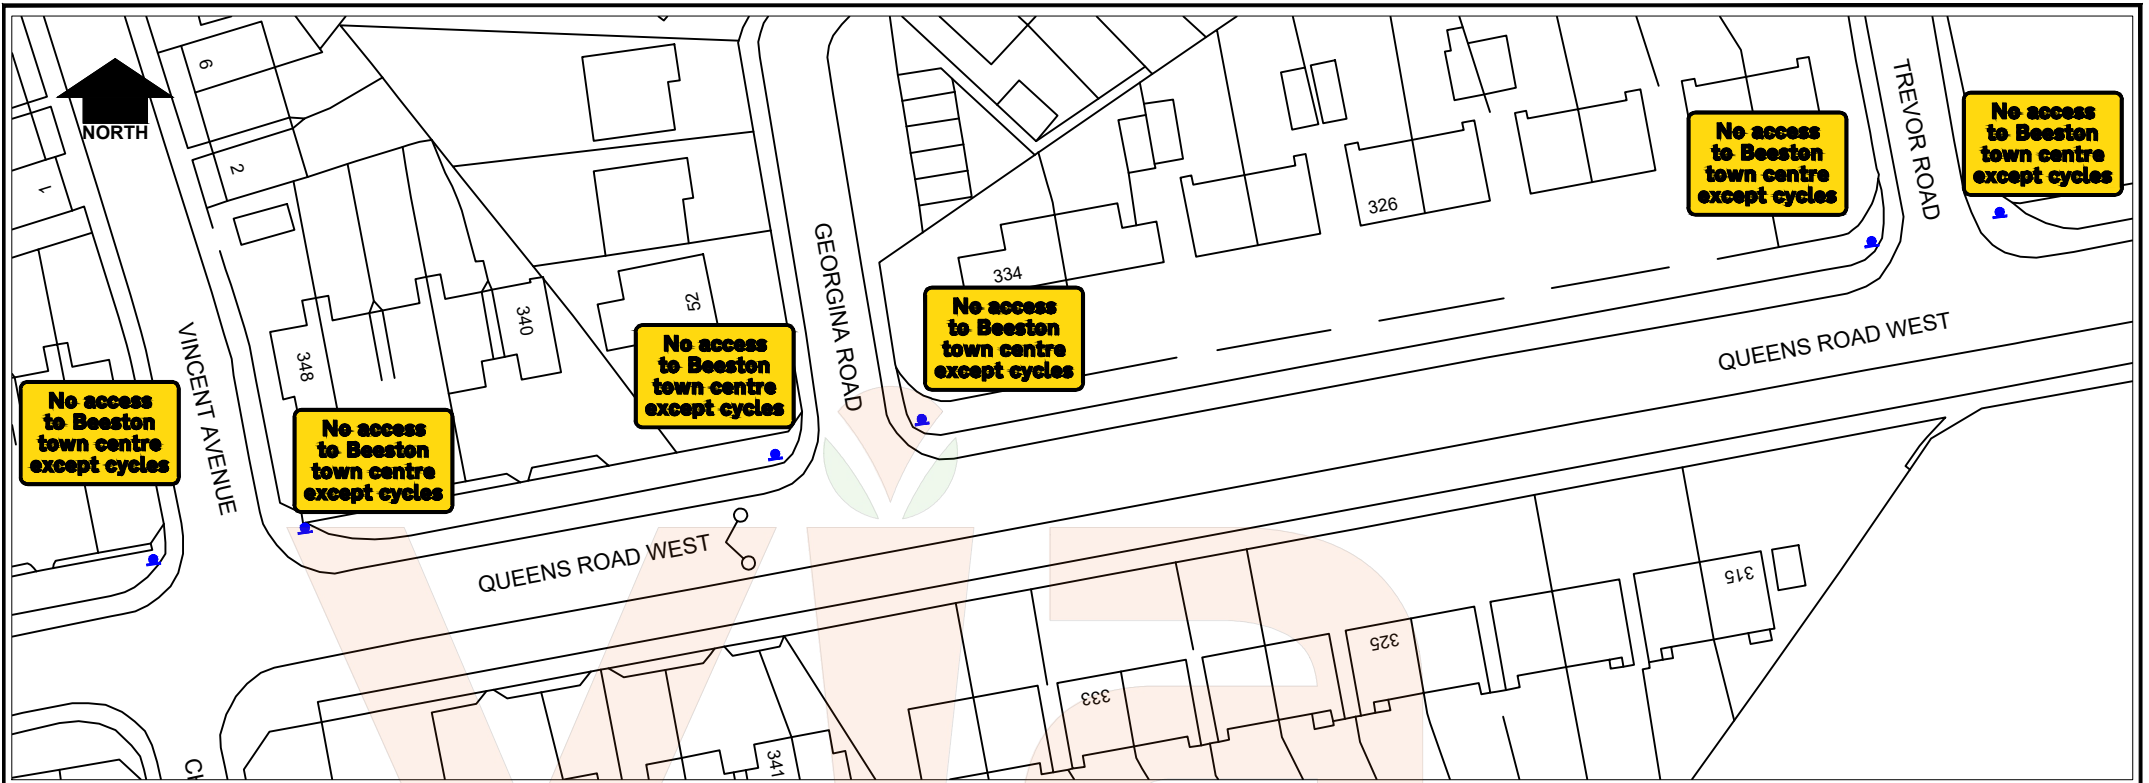 6
NORTH
2
1
TREVOR ROAD
No access
to Beeston
town centre
except cycles
No access
to Beeston
town centre
except cycles
326
GEORGINA ROAD
334
52
340
348
VINCENT AVENUE
No access
to Beeston
town centre
except cycles
No access
to Beeston
town centre
except cycles
No access
to Beeston
town centre
except cycles
No access
to Beeston
town centre
except cycles
QUEENS ROAD WEST
QUEENS ROAD WEST
315
325
333
341
via